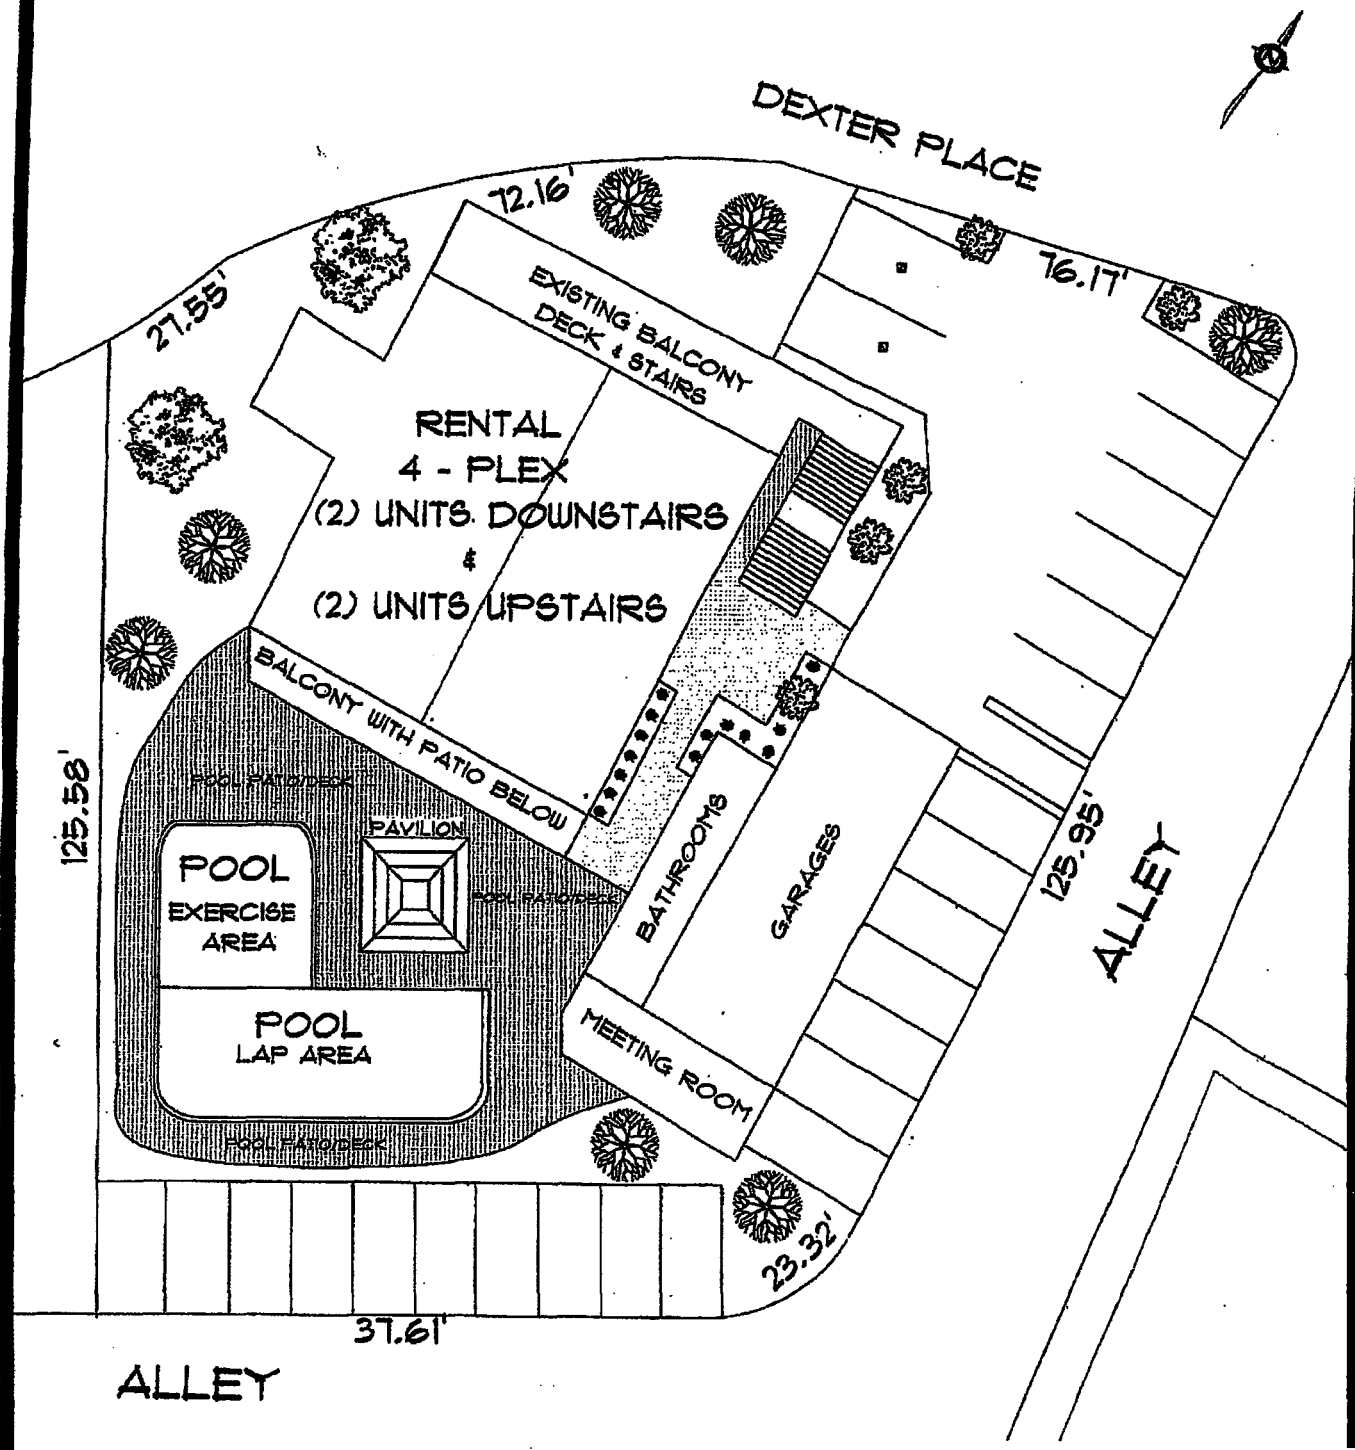 N
DEXTER PLACE
72.16'
76.17'
27.55'
EXISTING BALCONY
DECK & STAIRS
RENTAL
4 - PLEX
(2) UNITS DOWNSTAIRS
&
(2) UNITS UPSTAIRS
BALCONY WITH PATIO BELOW
POOL PATIO/DECK
125.58'
PAVILION
POOL
EXERCISE
AREA
POOL PATIO/DECK
BATHROOMS
GARAGES
125.95'
ALLEY
POOL
LAP AREA
MEETING ROOM
POOL PATIO/DECK
23.32'
37.61'
ALLEY